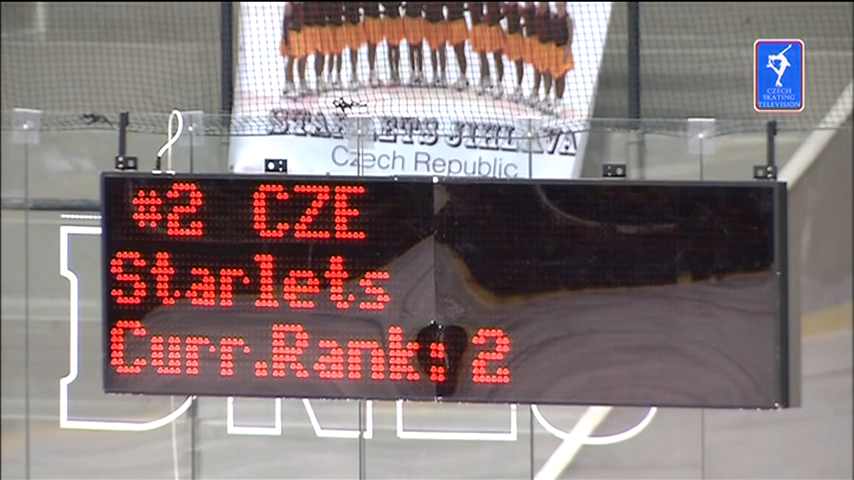 CZECH
SKATING
TELEVISION
STARLETS JIHLAVA
Czech Republic
#2 CZE
Starlets
Curr.Rank: 2